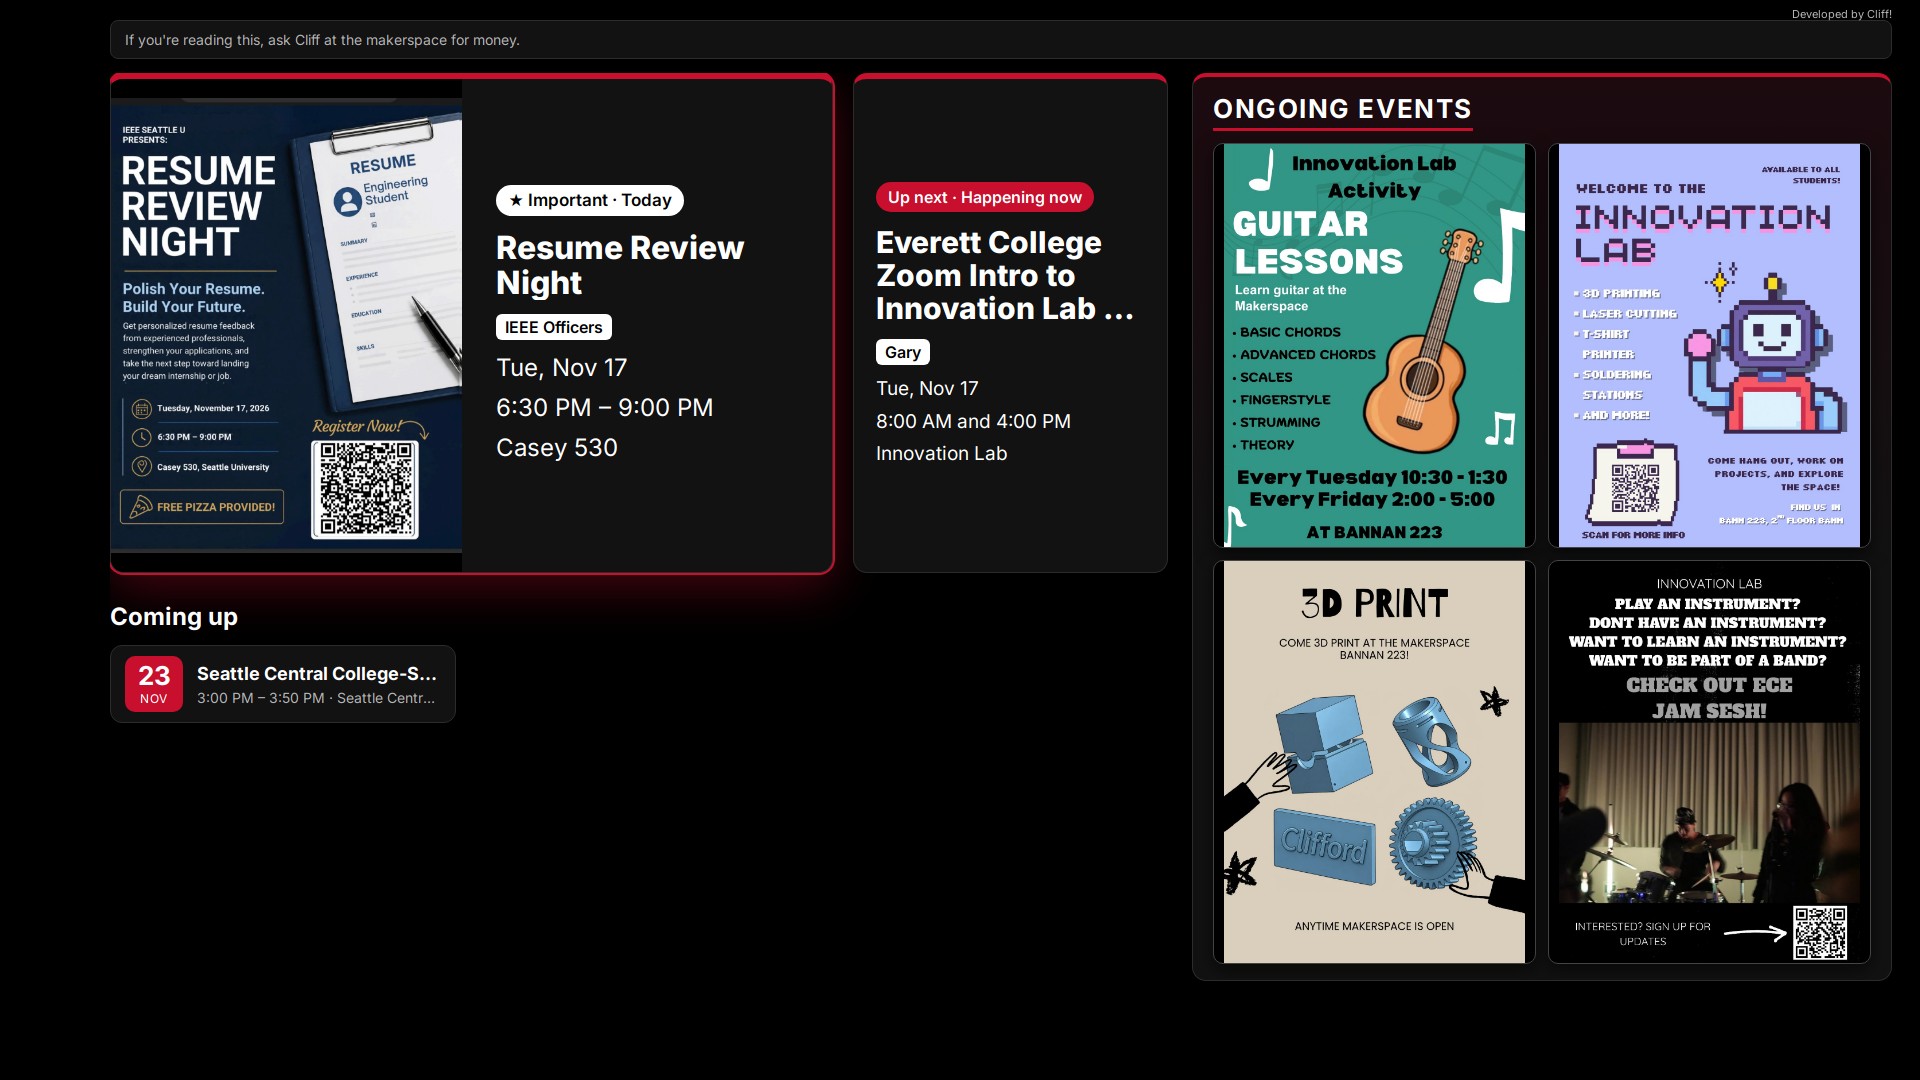 Developed by Cliff!
If you're reading this, ask Cliff at the makerspace for money.
IEEE SEATTLE U
PRESENTS:
RESUME
REVIEW
NIGHT
Polish Your Resume.
Build Your Future.
Get personalized resume feedback
from experienced professionals,
strengthen your applications, and
take the next step toward landing
your dream internship or job.
Tuesday, November 17, 2026
6:30 PM – 9:00 PM
Casey 530, Seattle University
FREE PIZZA PROVIDED!
RESUME
Engineering
Student
SUMMARY
EXPERIENCE
EDUCATION
SKILLS
Register Now!
★ Important · Today
Resume Review
Night
IEEE Officers
Tue, Nov 17
6:30 PM – 9:00 PM
Casey 530
Up next · Happening now
Everett College
Zoom Intro to
Innovation Lab ...
Gary
Tue, Nov 17
8:00 AM and 4:00 PM
Innovation Lab
Coming up
23
NOV
Seattle Central College-S...
3:00 PM – 3:50 PM · Seattle Centr...
ONGOING EVENTS
Innovation Lab
Activity
GUITAR
LESSONS
Learn guitar at the
Makerspace
• BASIC CHORDS
• ADVANCED CHORDS
• SCALES
• FINGERSTYLE
• STRUMMING
• THEORY
Every Tuesday 10:30 - 1:30
Every Friday 2:00 - 5:00
AT BANNAN 223
AVAILABLE TO ALL
STUDENTS!
WELCOME TO THE
INNOVATION
LAB
• 3D PRINTING
• LASER CUTTING
• T-SHIRT
PRINTER
• SOLDERING
STATIONS
• AND MORE!
COME HANG OUT, WORK ON
PROJECTS, AND EXPLORE
THE SPACE!
FIND US IN
BANN 223, 2ND FLOOR BANN
SCAN FOR MORE INFO
3D PRINT
COME 3D PRINT AT THE MAKERSPACE
BANNAN 223!
Clifford
ANYTIME MAKERSPACE IS OPEN
INNOVATION LAB
PLAY AN INSTRUMENT?
DONT HAVE AN INSTRUMENT?
WANT TO LEARN AN INSTRUMENT?
WANT TO BE PART OF A BAND?
CHECK OUT ECE
JAM SESH!
INTERESTED? SIGN UP FOR
UPDATES